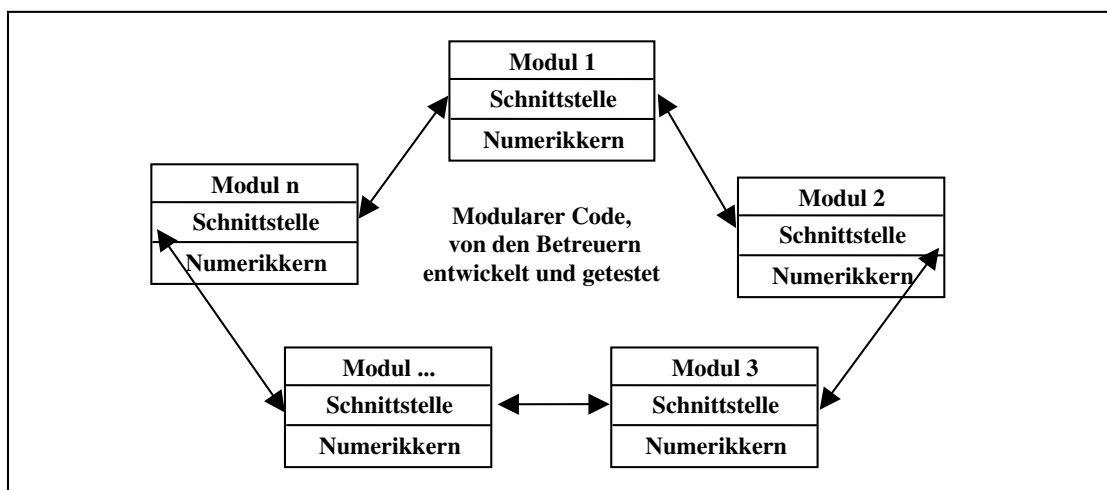 Modul 1
Schnittstelle
Numerikkern
Modul n
Schnittstelle
Numerikkern
Modularer Code,
von den Betreuern
entwickelt und getestet
Modul 2
Schnittstelle
Numerikkern
Modul ...
Schnittstelle
Numerikkern
Modul 3
Schnittstelle
Numerikkern